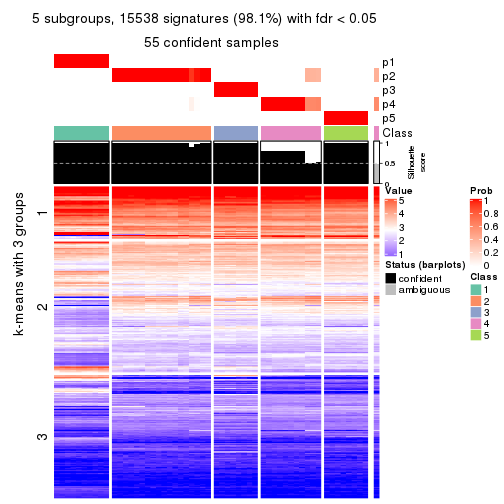 5 subgroups, 15538 signatures (98.1%) with fdr < 0.05
55 confident samples
p1
p2
p3
p4
p5
Class
1
0.5
0
Silhouette
score
k-means with 3 groups
1
2
3
Value
5
4
3
2
1
Status (barplots)
confident
ambiguous
Prob
1
0.8
0.6
0.4
0.2
0
Class
1
2
3
4
5